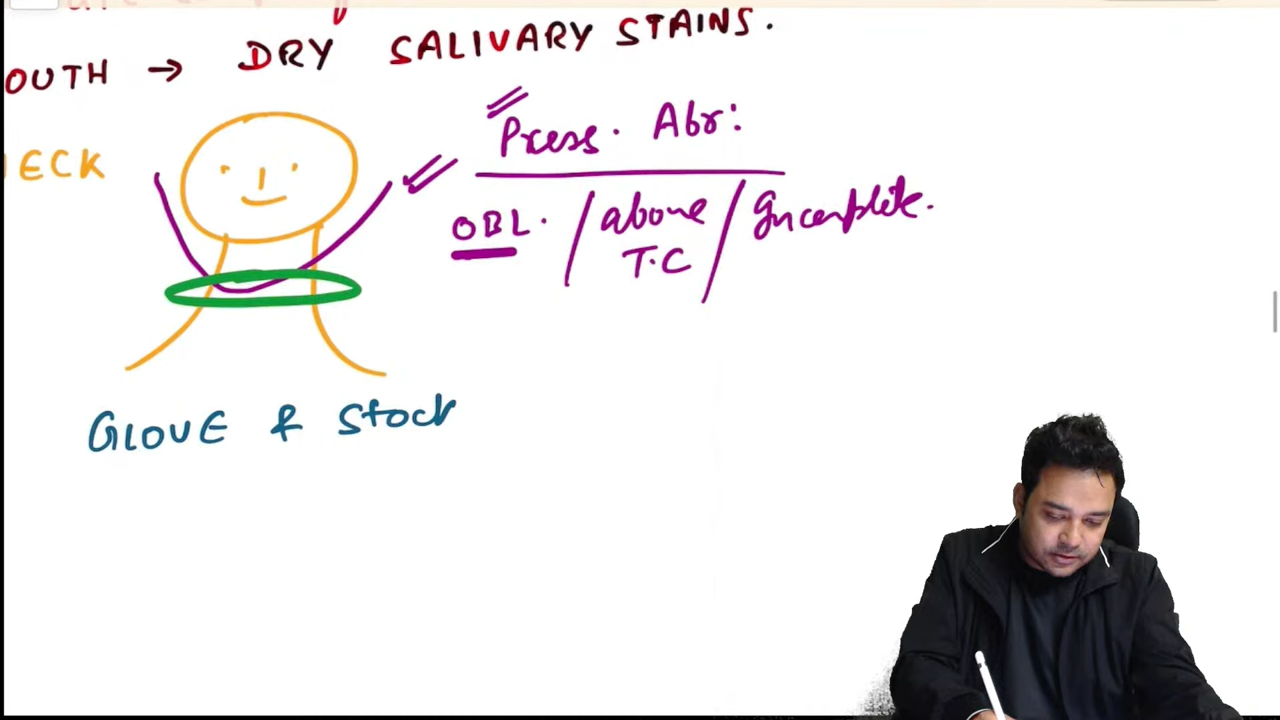 OUTH → DRY SALIVARY STAINS.
ECK
Press. Abr:
OBL. / above / Incomplete.
T.C
GLOVE & Stock